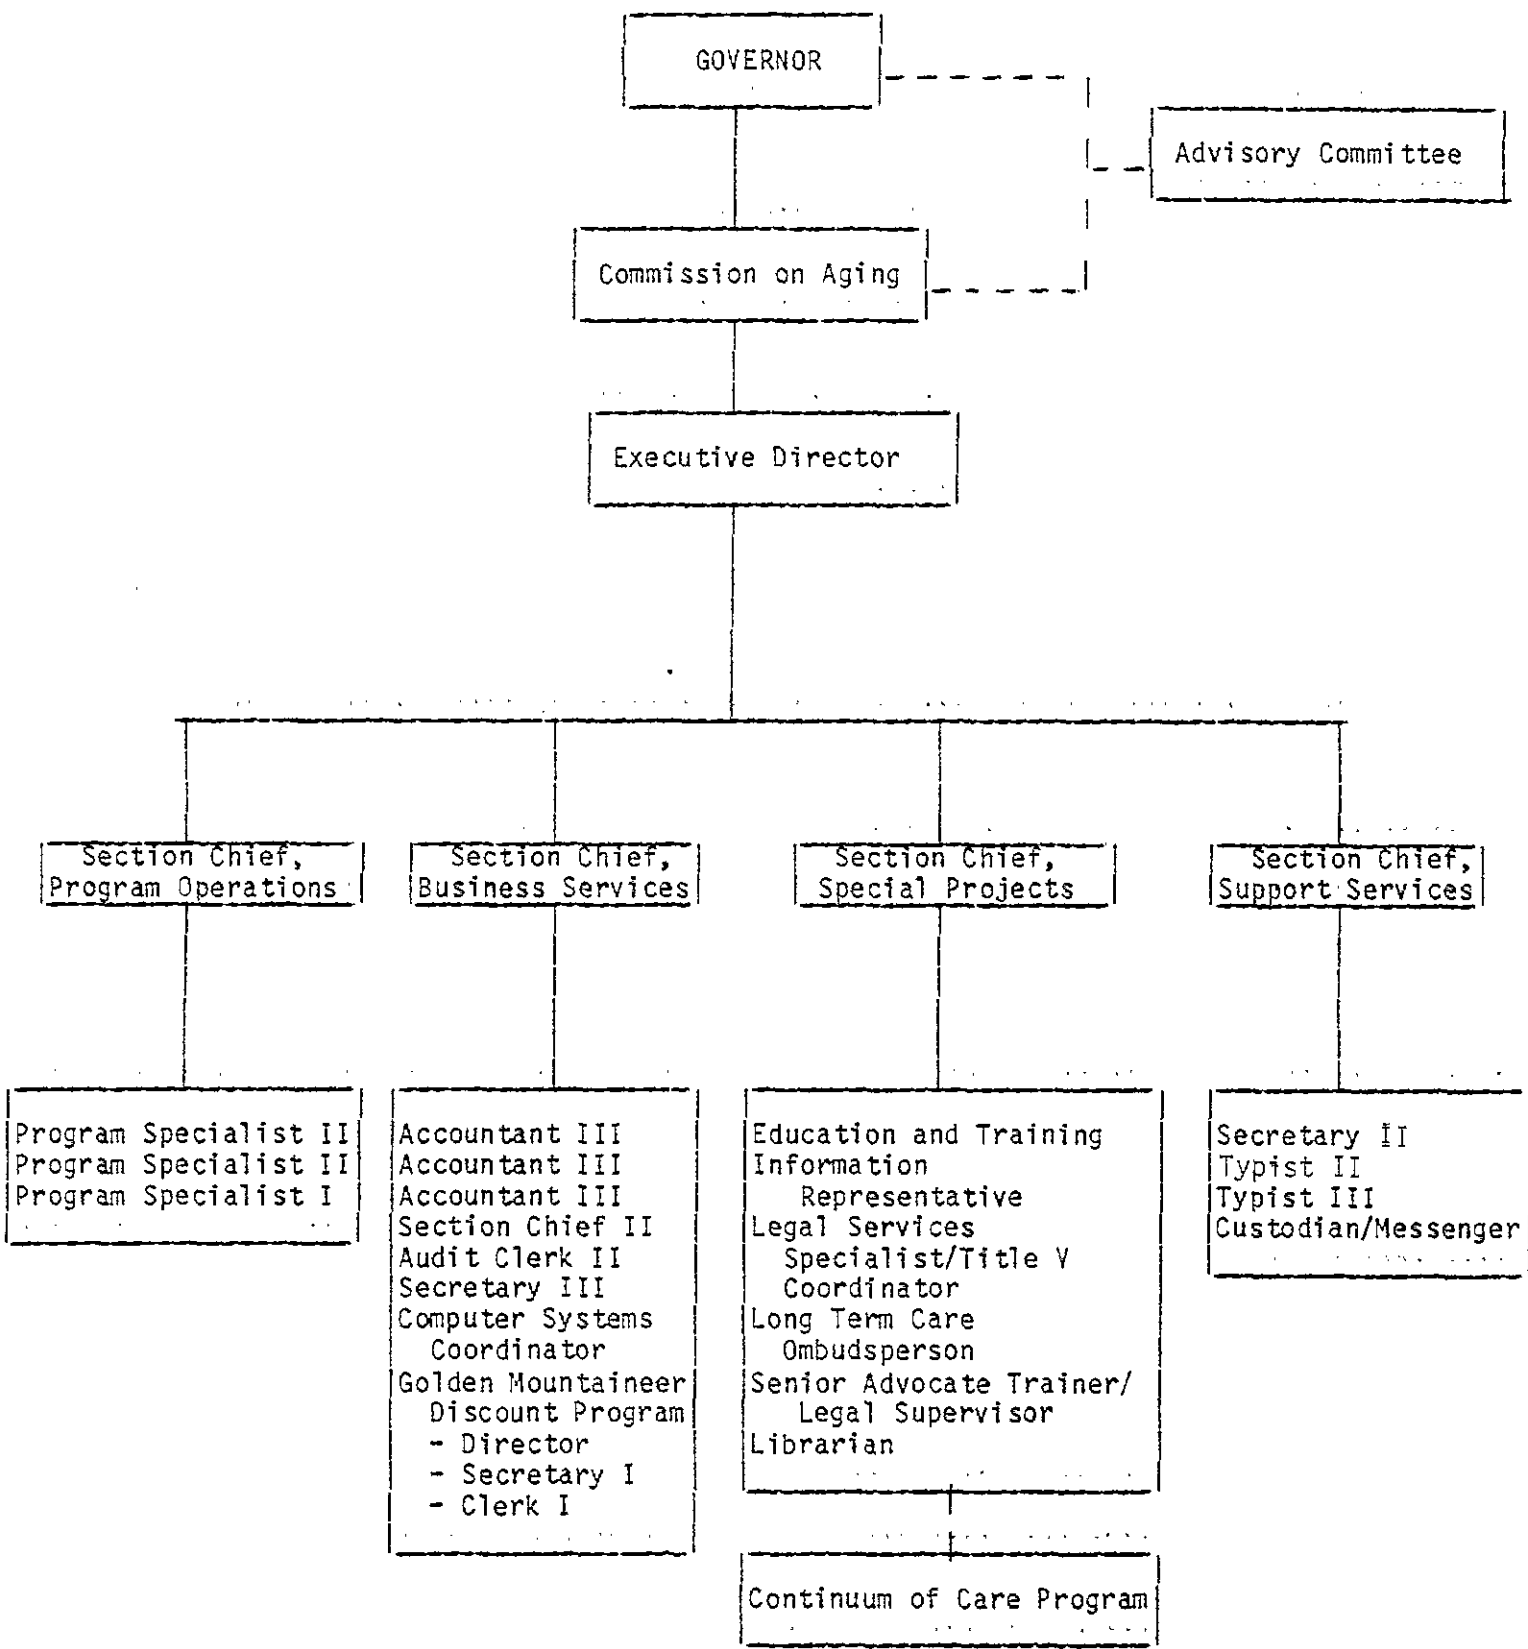 GOVERNOR
Advisory Committee
Commission on Aging
Executive Director
Section Chief,
Program Operations
Section Chief,
Business Services
Section Chief,
Special Projects
Section Chief,
Support Services
Program Specialist II
Program Specialist II
Program Specialist I
Accountant III
Accountant III
Accountant III
Section Chief II
Audit Clerk II
Secretary III
Computer Systems
Coordinator
Golden Mountaineer
Discount Program
- Director
- Secretary I
- Clerk I
Education and Training
Information
Representative
Legal Services
Specialist/Title V
Coordinator
Long Term Care
Ombudsperson
Senior Advocate Trainer/
Legal Supervisor
Librarian
Secretary II
Typist II
Typist III
Custodian/Messenger
Continuum of Care Program